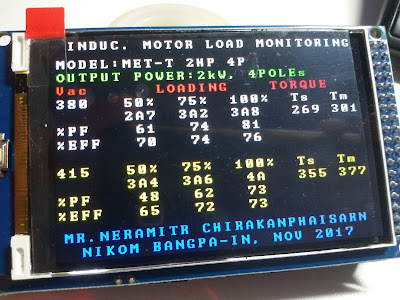 INDUC. MOTOR LOAD MONITORING
MODEL:MET-T 2HP 4P
OUTPUT POWER:2kW, 4POLEs
Vac LOADING TORQUE
380 50% 75% 100% Ts Tm
2A7 3A2 3A8 269 301
%PF 61 74 81
%EFF 70 74 76
415 50% 75% 100% Ts Tm
3A4 3A6 4A 355 377
%PF 48 62 73
%EFF 65 72 73
MR.NERAMITR CHIRAKANPHAISARN
NIKOM BANGPA-IN, NOV 2017